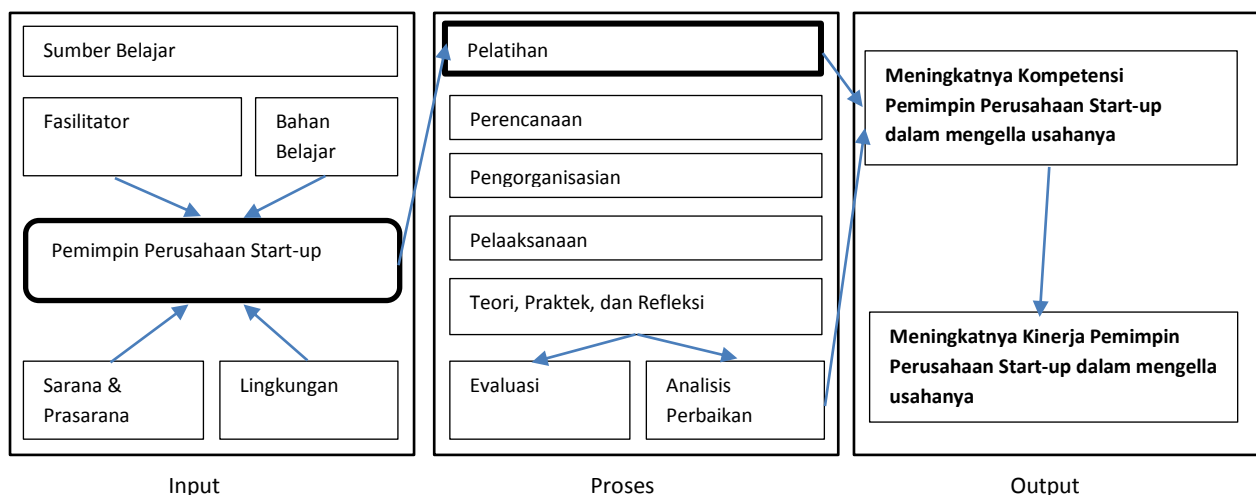 Sumber Belajar
Fasilitator
Bahan
Belajar
Pemimpin Perusahaan Start-up
Sarana &
Prasarana
Lingkungan
Input
Pelatihan
Perencanaan
Pengorganisasian
Pelaaksanaan
Teori, Praktek, dan Refleksi
Evaluasi
Analisis
Perbaikan
Proses
Meningkatnya Kompetensi
Pemimpin Perusahaan Start-up
dalam mengella usahanya
Meningkatnya Kinerja Pemimpin
Perusahaan Start-up dalam mengella
usahanya
Output